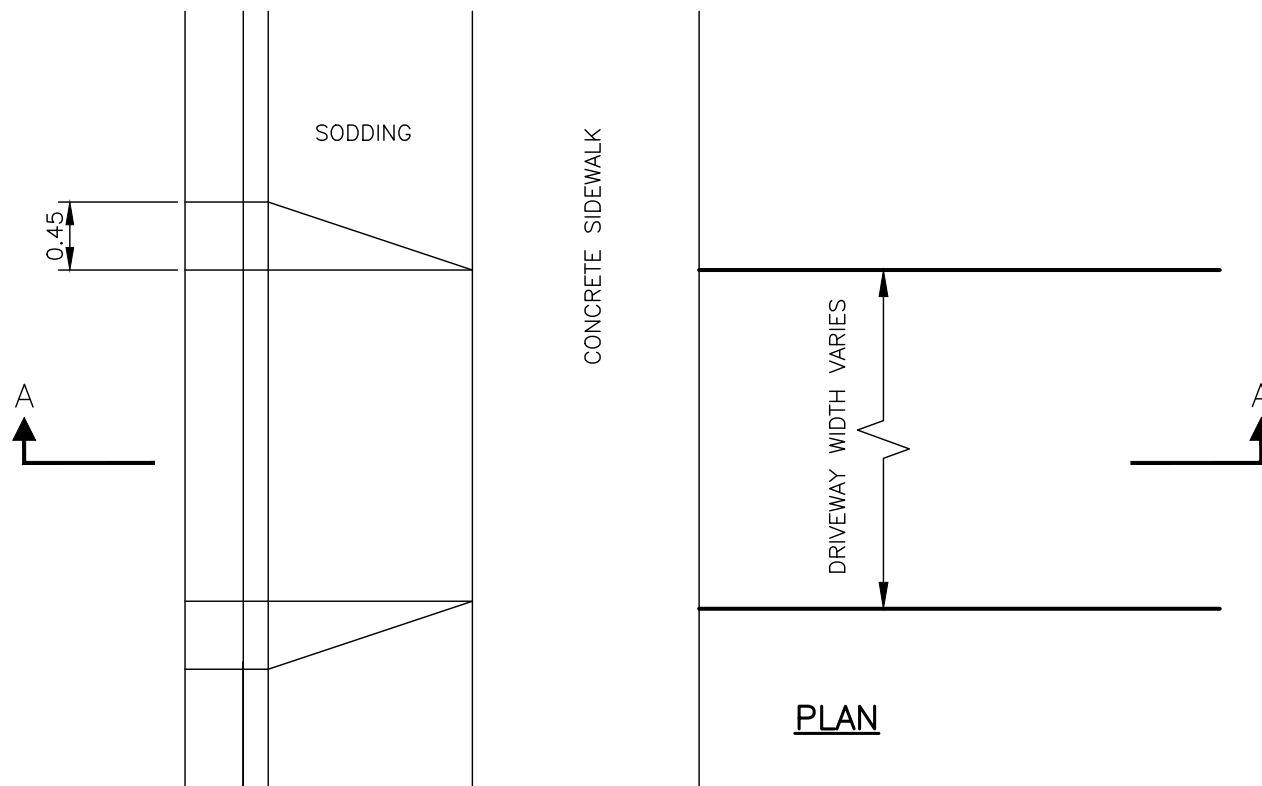 SODDING
CONCRETE SIDEWALK
0.45
DRIVEWAY WIDTH VARIES
A
A
PLAN